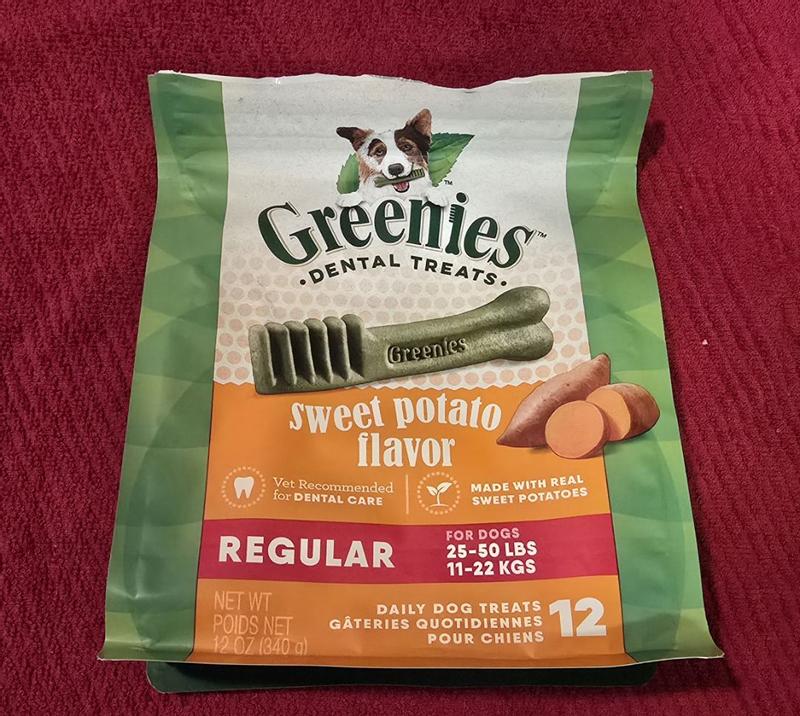 Greenies™
• DENTAL TREATS •
Greenies
sweet potato
flavor
Vet Recommended
for DENTAL CARE
MADE WITH REAL
SWEET POTATOES
REGULAR
FOR DOGS
25-50 LBS
11-22 KGS
NET WT
POIDS NET
12 OZ (340 g)
DAILY DOG TREATS
GÂTERIES QUOTIDIENNES
POUR CHIENS
12